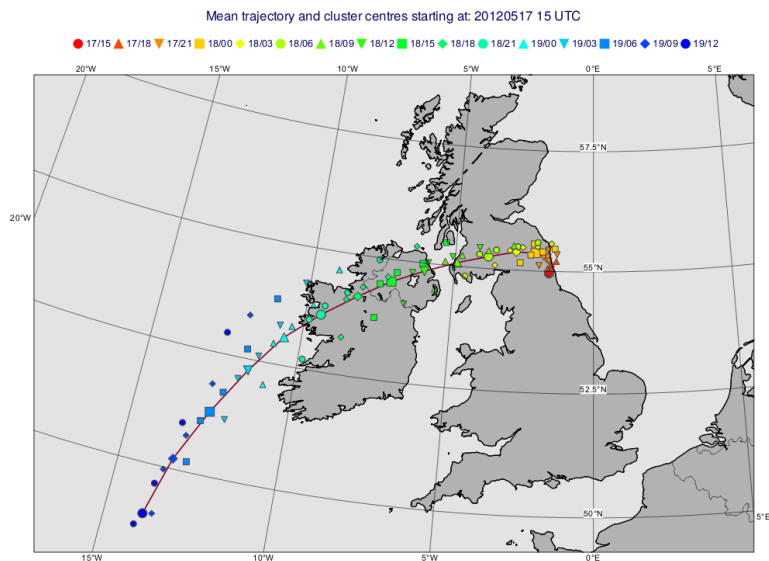 Mean trajectory and cluster centres starting at: 20120517 15 UTC
17/15 17/18 17/21 18/00 18/03 18/06 18/09 18/12 18/15 18/18 18/21 19/00 19/03 19/06 19/09 19/12
20°W 15°W 10°W 5°W 0°E 5°E
57.5°N
20°W
55°N
52.5°N
50°N
5°E
15°W 10°W 5°W 0°E